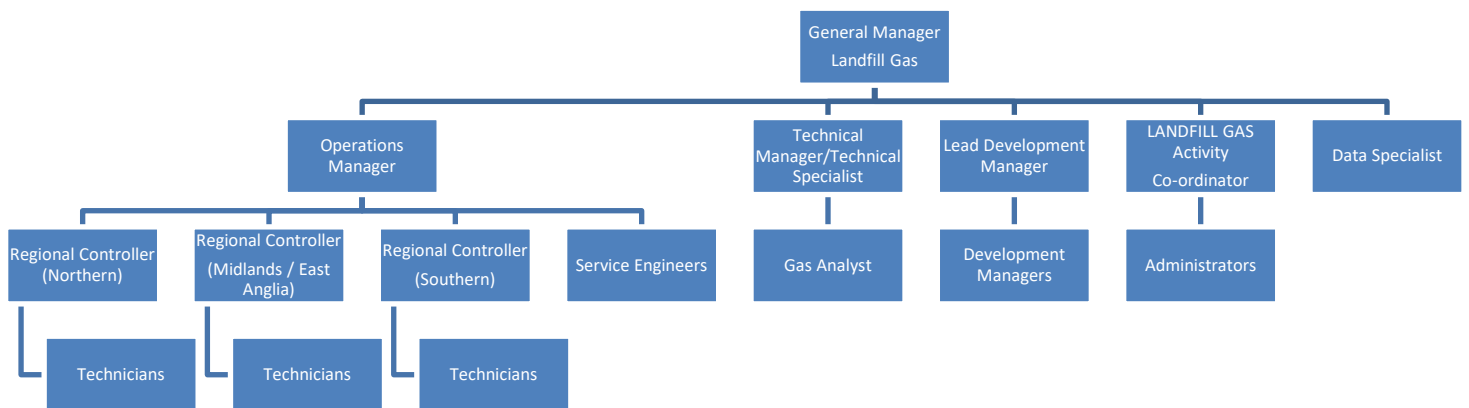 General Manager
Landfill Gas
Operations
Manager
Technical
Manager/Technical
Specialist
Lead Development
Manager
LANDFILL GAS
Activity
Co-ordinator
Data Specialist
Regional Controller
(Northern)
Regional Controller
(Midlands / East
Anglia)
Regional Controller
(Southern)
Service Engineers
Gas Analyst
Development
Managers
Administrators
Technicians
Technicians
Technicians